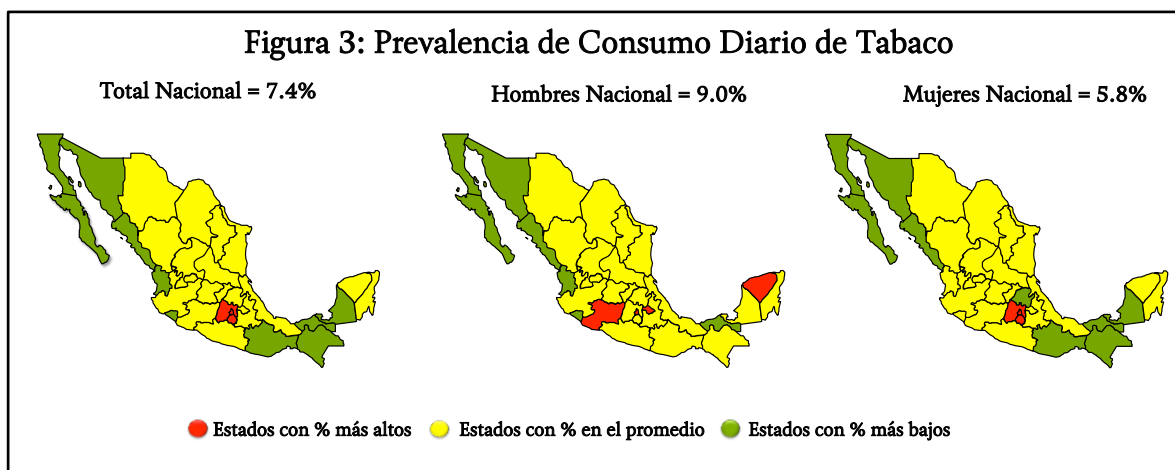 Figura 3: Prevalencia de Consumo Diario de Tabaco
Total Nacional = 7.4%
Hombres Nacional = 9.0%
Mujeres Nacional = 5.8%
Estados con % más altos
Estados con % en el promedio
Estados con % más bajos